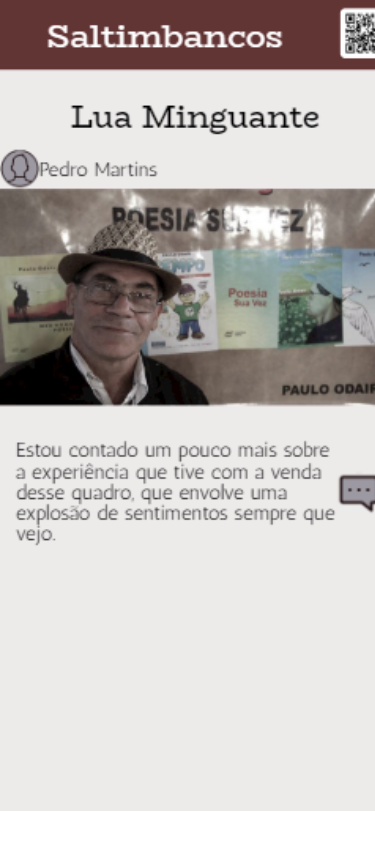 Saltimbancos
Lua Minguante
Pedro Martins
POESIA SUA VEZ
Poesia
Sua Vez
PAULO ODAIR
Estou contado um pouco mais sobre
a experiência que tive com a venda
desse quadro, que envolve uma
explosão de sentimentos sempre que
vejo.